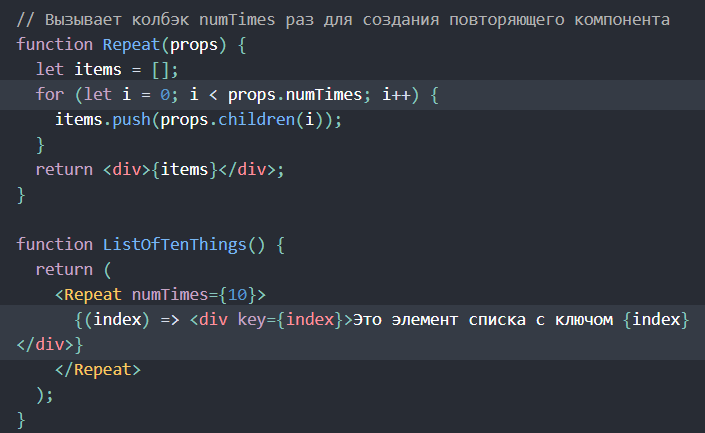 // Вызывает колбэк numTimes раз для создания повторяющего компонента
function Repeat(props) {
  let items = [];
  for (let i = 0; i < props.numTimes; i++) {
    items.push(props.children(i));
  }
  return <div>{items}</div>;
}

function ListOfTenThings() {
  return (
    <Repeat numTimes={10}>
      {(index) => <div key={index}>Это элемент списка с ключом {index}
</div>}
    </Repeat>
  );
}